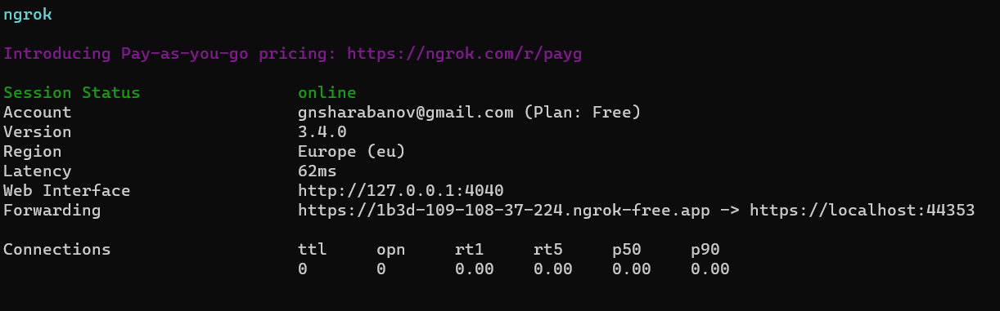 ngrok
Introducing Pay-as-you-go pricing: https://ngrok.com/r/payg
Session Status online
Account gnsharabanov@gmail.com (Plan: Free)
Version 3.4.0
Region Europe (eu)
Latency 62ms
Web Interface http://127.0.0.1:4040
Forwarding https://1b3d-109-108-37-224.ngrok-free.app -> https://localhost:44353
Connections ttl opn rt1 rt5 p50 p90
0 0 0.00 0.00 0.00 0.00